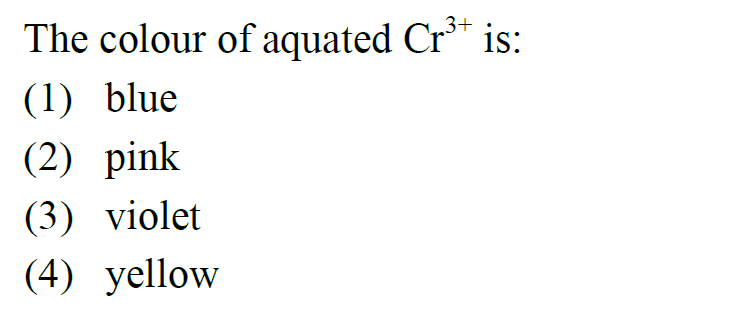 The colour of aquated Cr³⁺ is:
(1) blue
(2) pink
(3) violet
(4) yellow